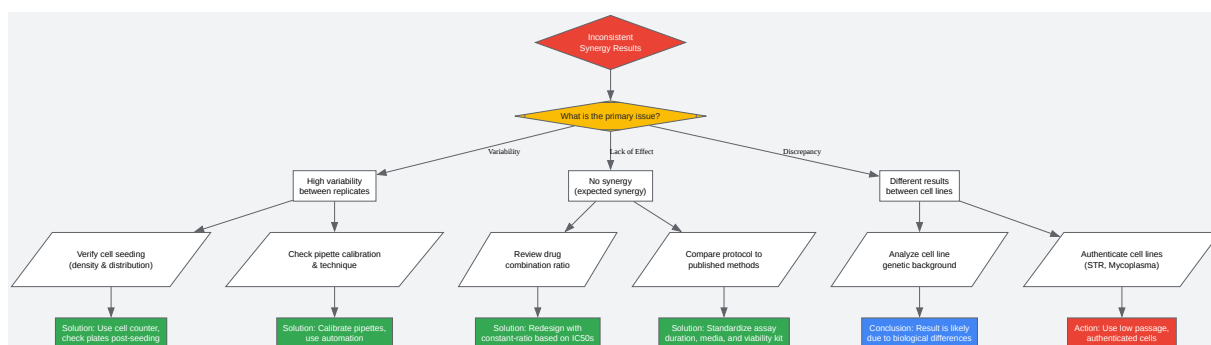 Inconsistent
Synergy Results
What is the primary issue?
Variability
Lack of Effect
Discrepancy
High variability
between replicates
No synergy
(expected synergy)
Different results
between cell lines
Verify cell seeding
(density & distribution)
Check pipette calibration
& technique
Review drug
combination ratio
Compare protocol to
published methods
Analyze cell line
genetic background
Authenticate cell lines
(STR, Mycoplasma)
Solution: Use cell counter,
check plates post-seeding
Solution: Calibrate pipettes,
use automation
Solution: Redesign with
constant-ratio based on IC50s
Solution: Standardize assay
duration, media, and viability kit
Conclusion: Result is likely
due to biological differences
Action: Use low passage,
authenticated cells